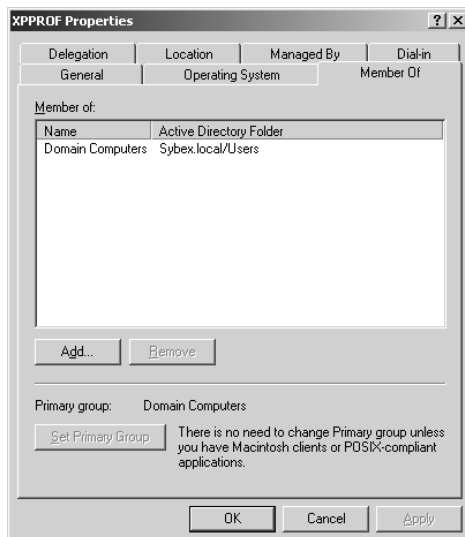 XPPROF Properties
Delegation Location Managed By Dial-in
General Operating System Member Of
Member of:
Name Active Directory Folder
Domain Computers Sybex.local/Users
Add... Remove
Primary group: Domain Computers
Set Primary Group
There is no need to change Primary group unless
you have Macintosh clients or POSIX-compliant
applications.
OK Cancel Apply